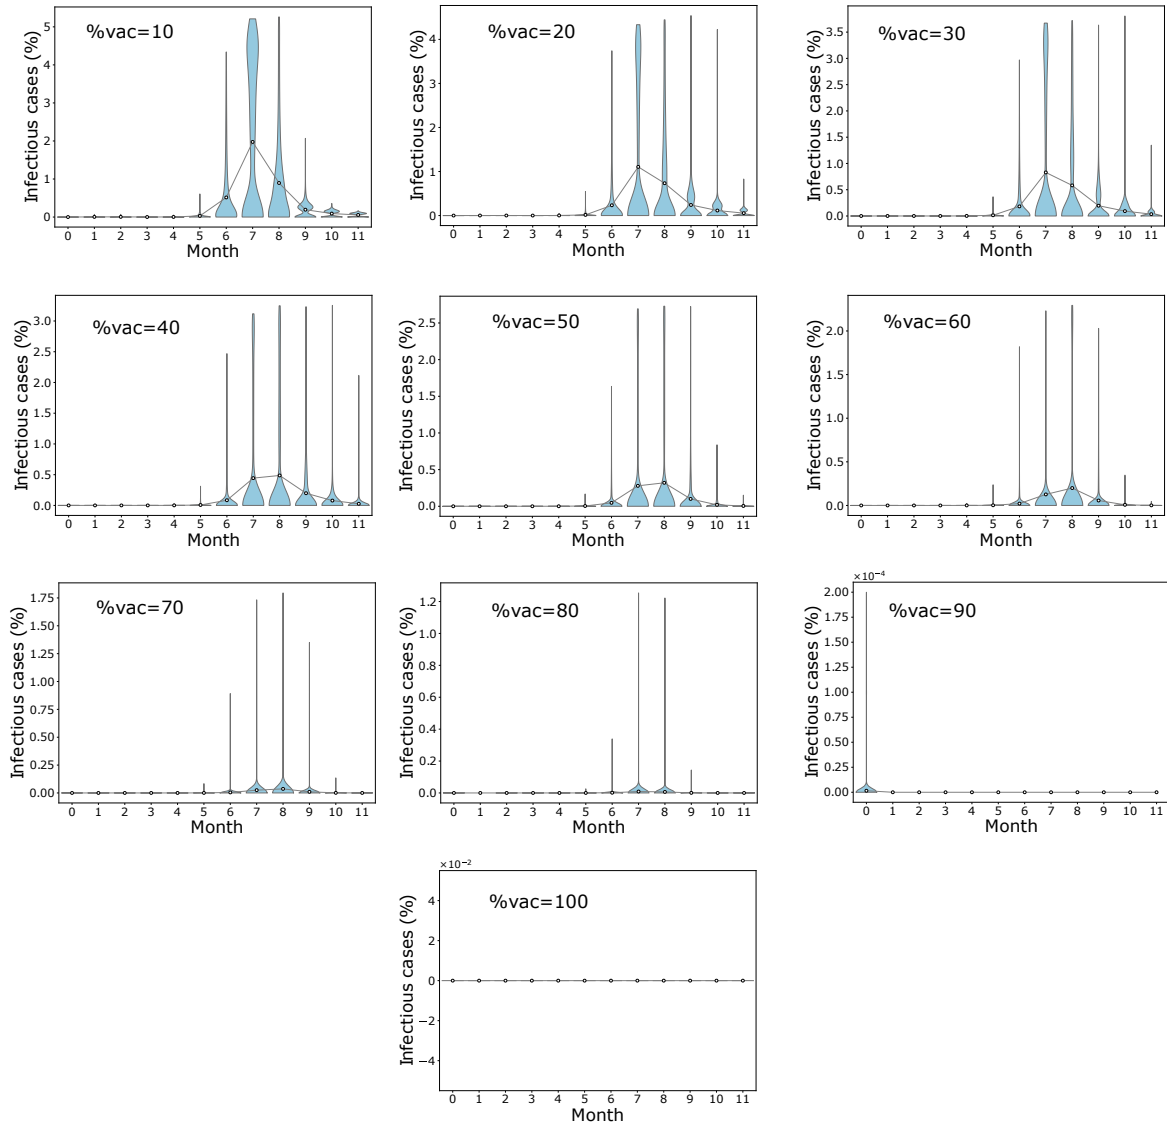 %vac=10
Infectious cases (%)
5
4
3
2
1
0
0 1 2 3 4 5 6 7 8 9 10 11
Month
%vac=20
Infectious cases (%)
4
3
2
1
0
0 1 2 3 4 5 6 7 8 9 10 11
Month
%vac=30
Infectious cases (%)
3.5
3.0
2.5
2.0
1.5
1.0
0.5
0.0
0 1 2 3 4 5 6 7 8 9 10 11
Month
%vac=40
Infectious cases (%)
3.0
2.5
2.0
1.5
1.0
0.5
0.0
0 1 2 3 4 5 6 7 8 9 10 11
Month
%vac=50
Infectious cases (%)
2.5
2.0
1.5
1.0
0.5
0.0
0 1 2 3 4 5 6 7 8 9 10 11
Month
%vac=60
Infectious cases (%)
2.0
1.5
1.0
0.5
0.0
0 1 2 3 4 5 6 7 8 9 10 11
Month
%vac=70
Infectious cases (%)
1.75
1.50
1.25
1.00
0.75
0.50
0.25
0.00
0 1 2 3 4 5 6 7 8 9 10 11
Month
%vac=80
Infectious cases (%)
1.2
1.0
0.8
0.6
0.4
0.2
0.0
0 1 2 3 4 5 6 7 8 9 10 11
Month
×10⁻⁴
%vac=90
Infectious cases (%)
2.00
1.75
1.50
1.25
1.00
0.75
0.50
0.25
0.00
0 1 2 3 4 5 6 7 8 9 10 11
Month
×10⁻²
%vac=100
Infectious cases (%)
4
2
0
−2
−4
0 1 2 3 4 5 6 7 8 9 10 11
Month